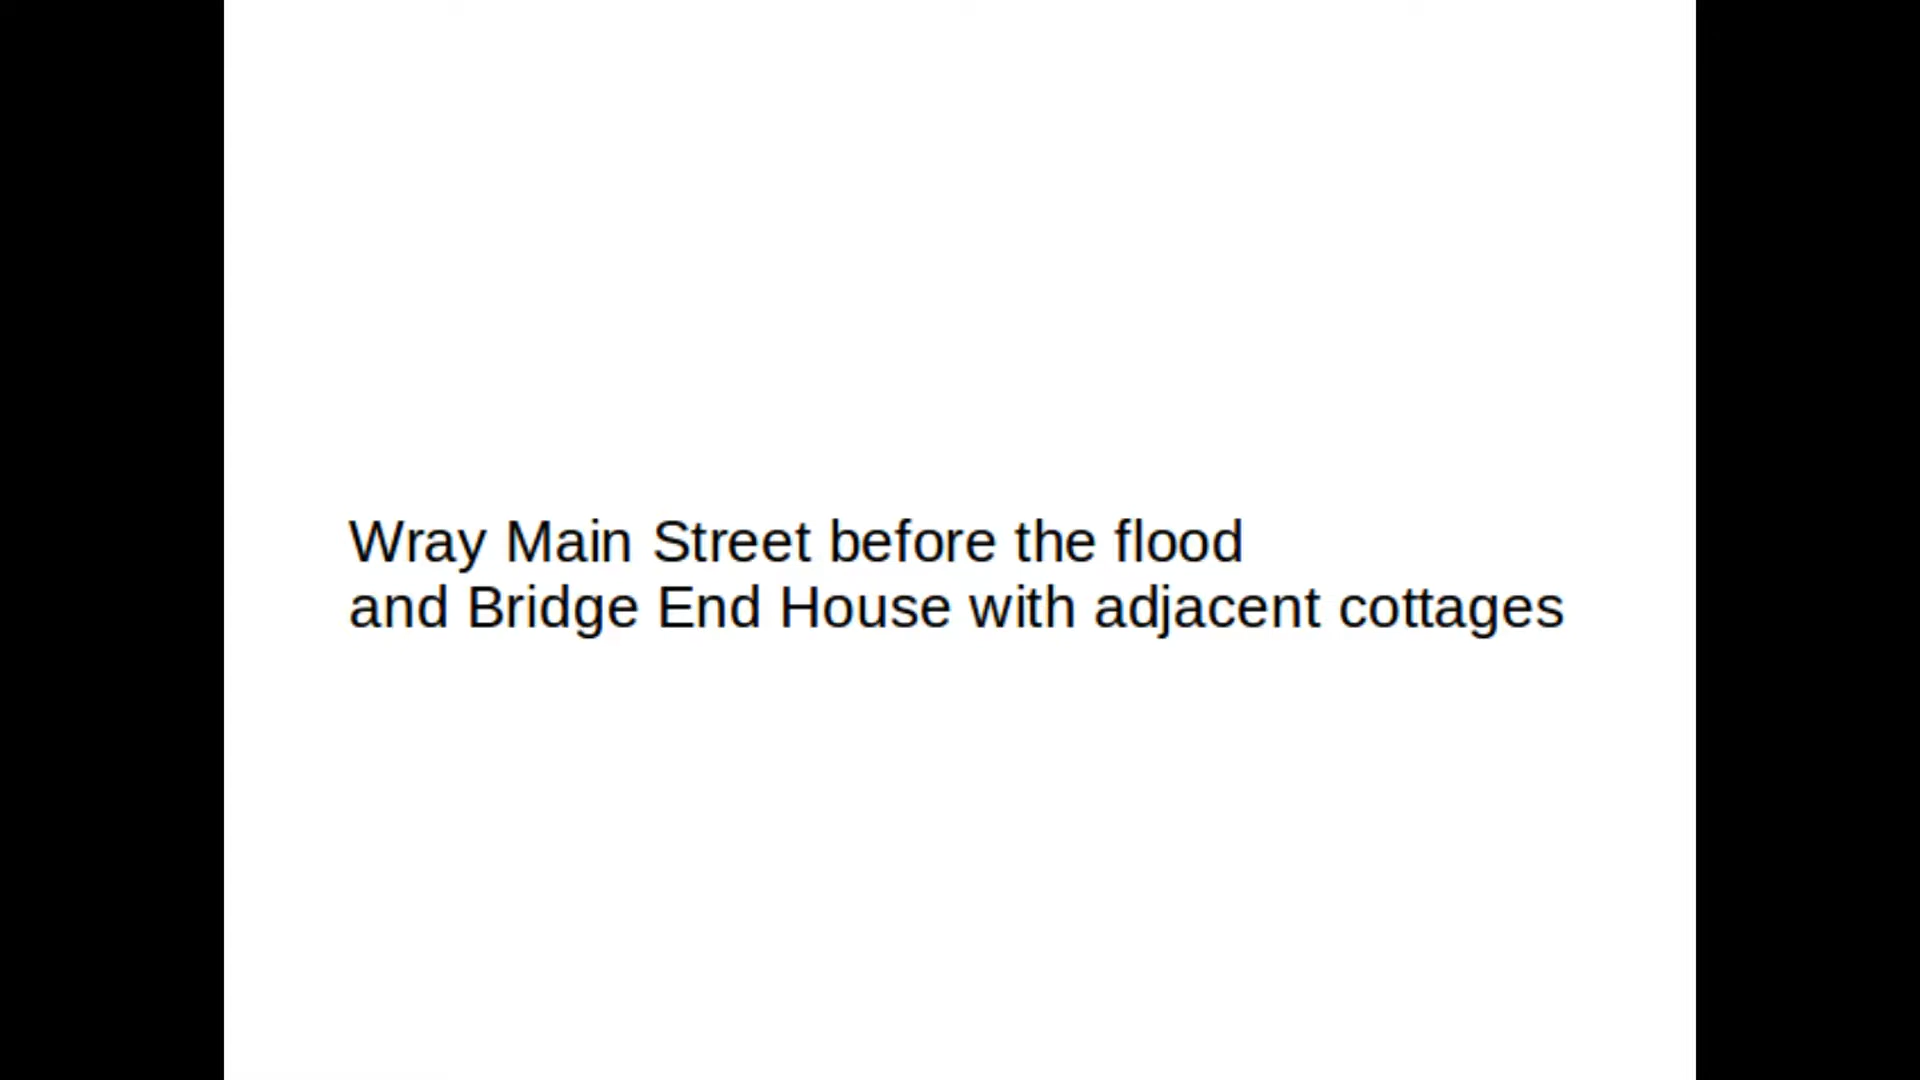 Wray Main Street before the flood
and Bridge End House with adjacent cottages